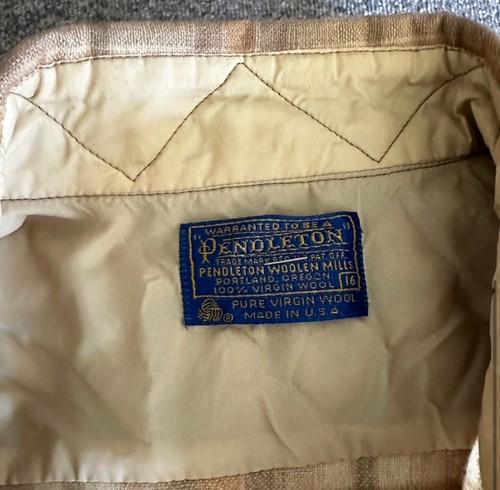 WARRANTED TO BE A
"PENDLETON"
TRADE MARK REG. PAT. OFF.
PENDLETON WOOLEN MILLS
PORTLAND, OREGON
100% VIRGIN WOOL 16
PURE VIRGIN WOOL
MADE IN U.S.A.